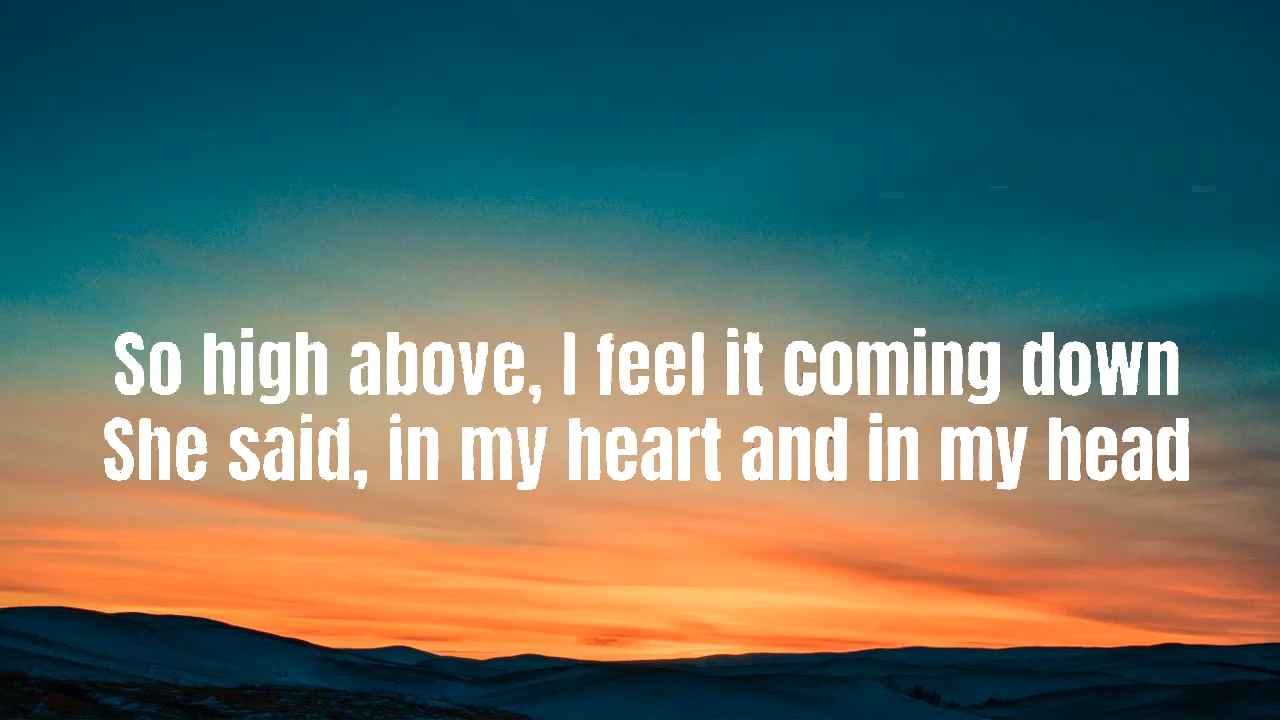 So high above, I feel it coming down
She said, in my heart and in my head